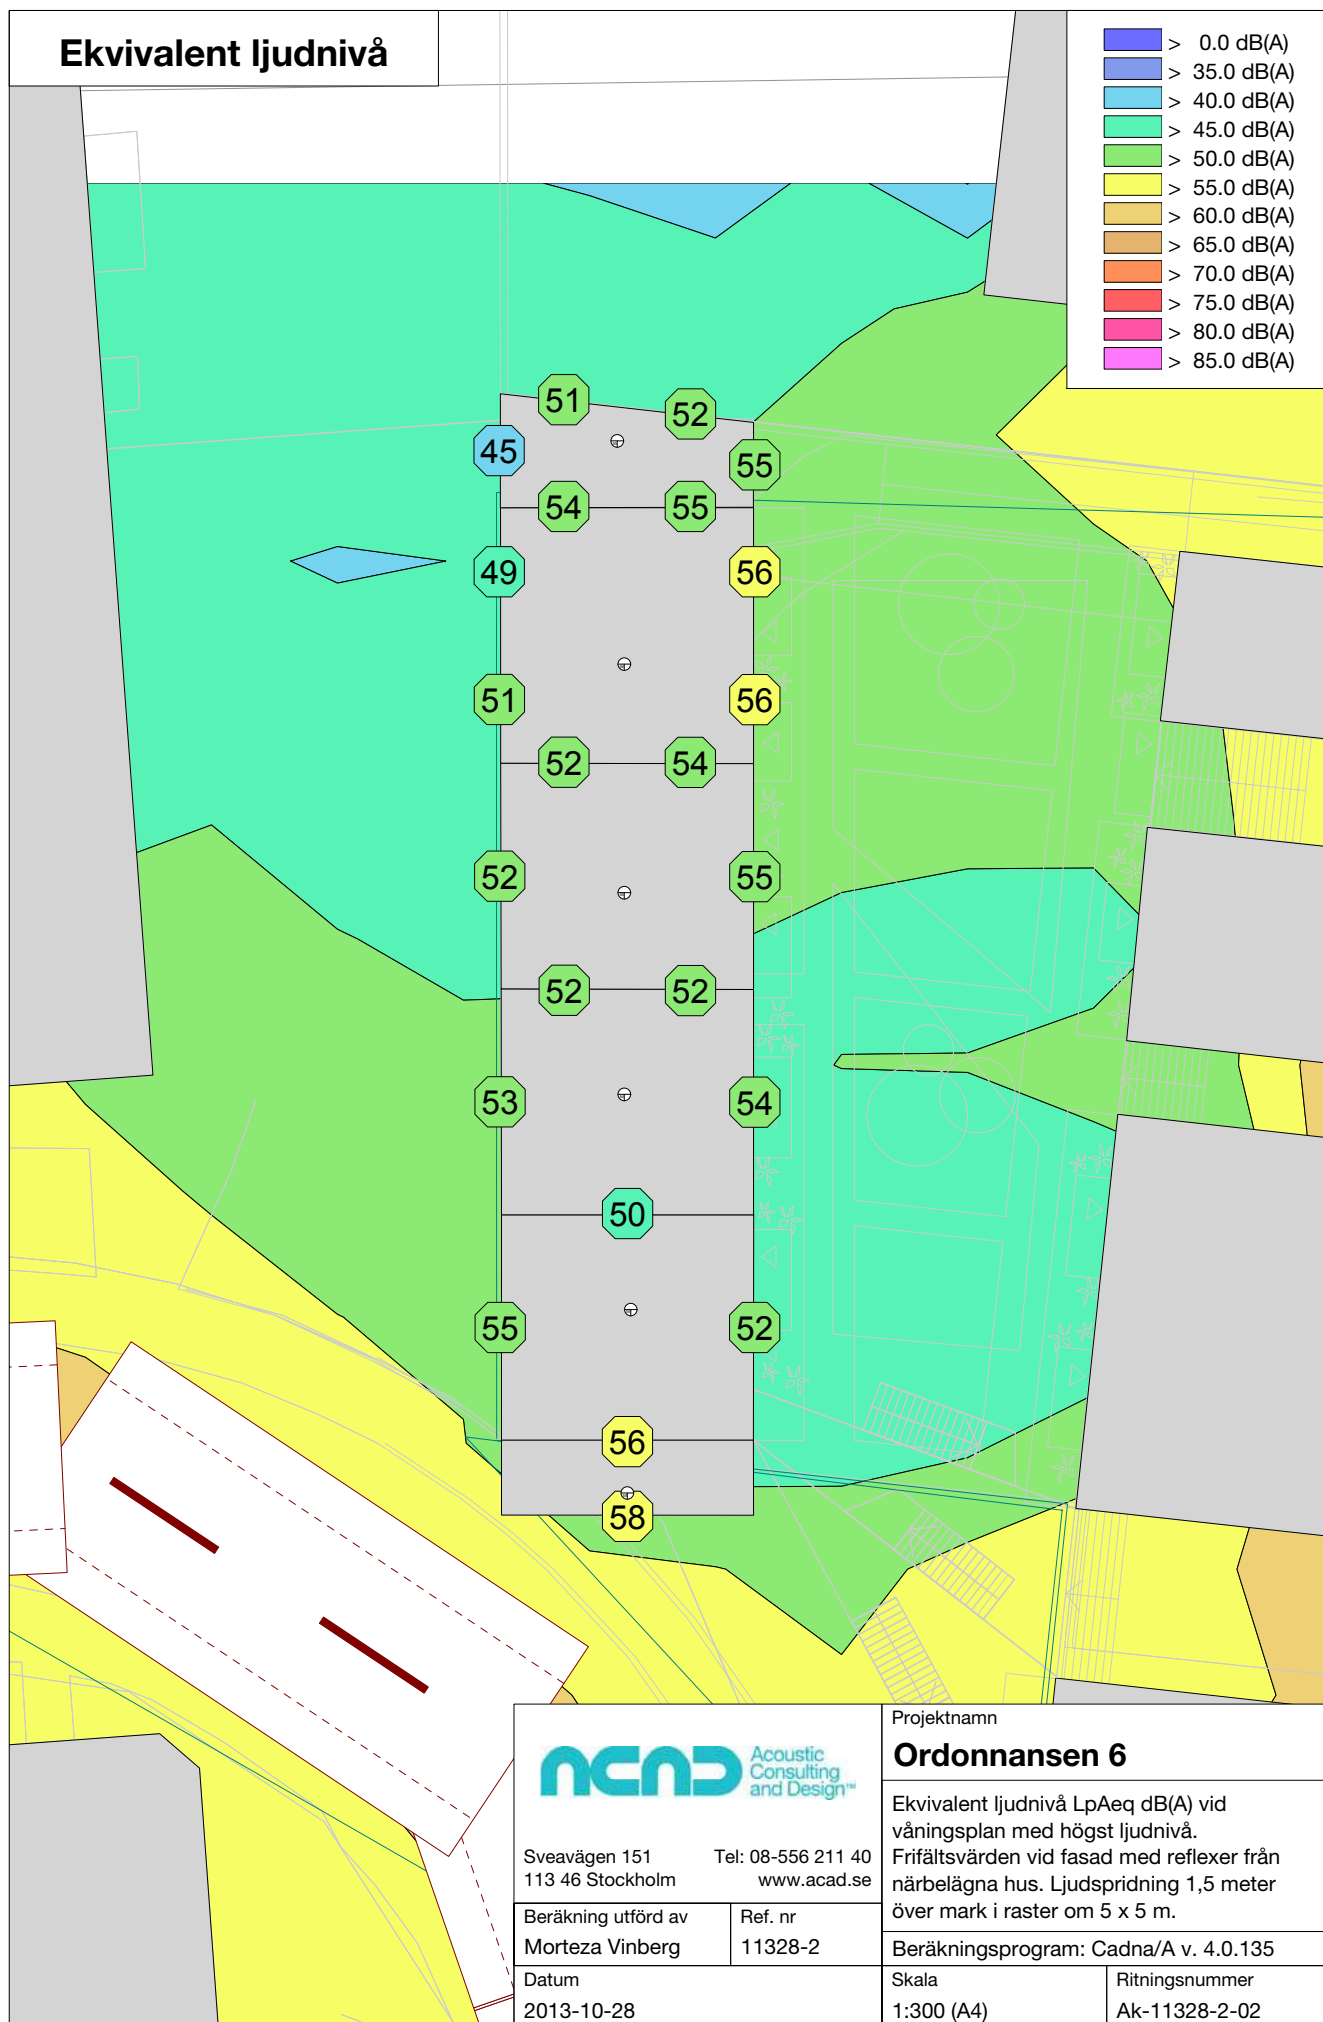 Ekvivalent ljudnivå
> 0.0 dB(A)
> 35.0 dB(A)
> 40.0 dB(A)
> 45.0 dB(A)
> 50.0 dB(A)
> 55.0 dB(A)
> 60.0 dB(A)
> 65.0 dB(A)
> 70.0 dB(A)
> 75.0 dB(A)
> 80.0 dB(A)
> 85.0 dB(A)
51
52
45
55
54
55
49
56
51
56
52
54
52
55
52
52
53
54
50
55
52
56
58
ACAD
Acoustic
Consulting
and Design™
Sveavägen 151
113 46 Stockholm
Tel: 08-556 211 40
www.acad.se
Beräkning utförd av
Morteza Vinberg
Ref. nr
11328-2
Datum
2013-10-28
Projektnamn
Ordonnansen 6
Ekvivalent ljudnivå LpAeq dB(A) vid
våningsplan med högst ljudnivå.
Frifältsvärden vid fasad med reflexer från
närbelägna hus. Ljudspridning 1,5 meter
över mark i raster om 5 x 5 m.
Beräkningsprogram: Cadna/A v. 4.0.135
Skala
1:300 (A4)
Ritningsnummer
Ak-11328-2-02